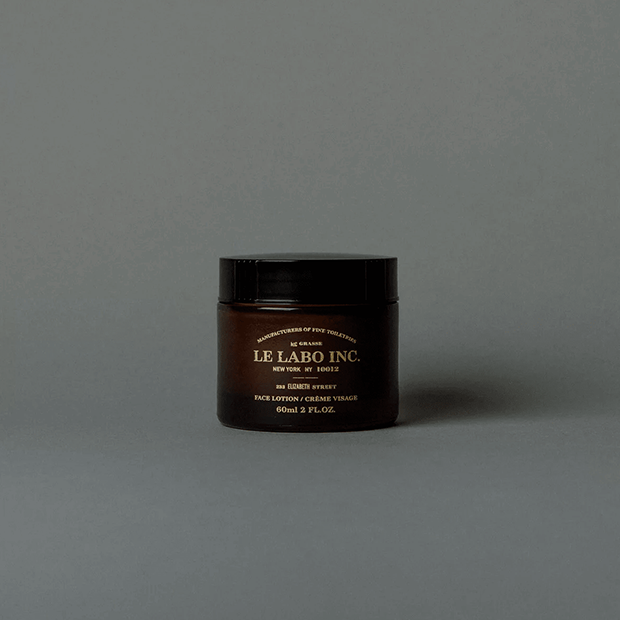 MANUFACTURERS OF FINE TOILETRIES
GRASSE
LE LABO INC.
NEW YORK NY 10012
ELIZABETH STREET
FACE LOTION / CRÈME VISAGE
60ml 2 FL.OZ.